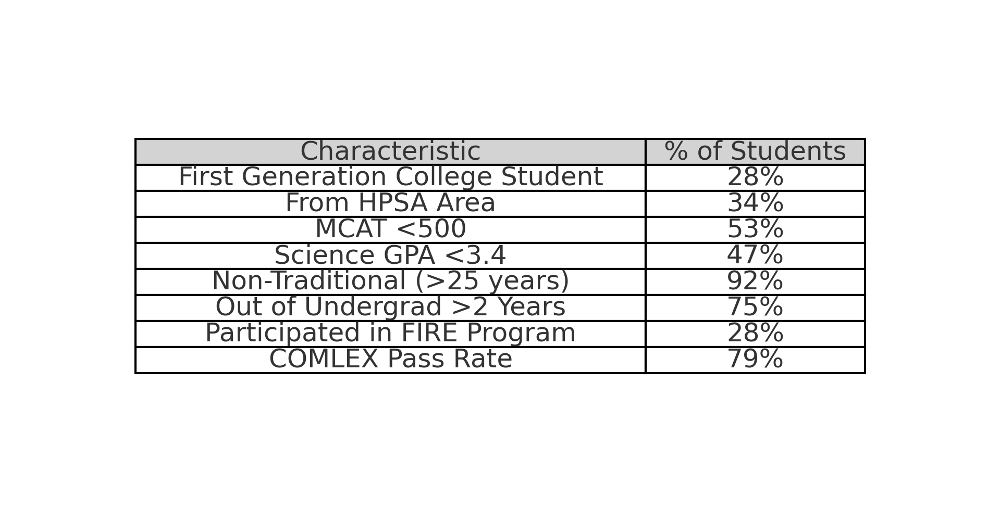 Characteristic % of Students
First Generation College Student 28%
From HPSA Area 34%
MCAT <500 53%
Science GPA <3.4 47%
Non-Traditional (>25 years) 92%
Out of Undergrad >2 Years 75%
Participated in FIRE Program 28%
COMLEX Pass Rate 79%